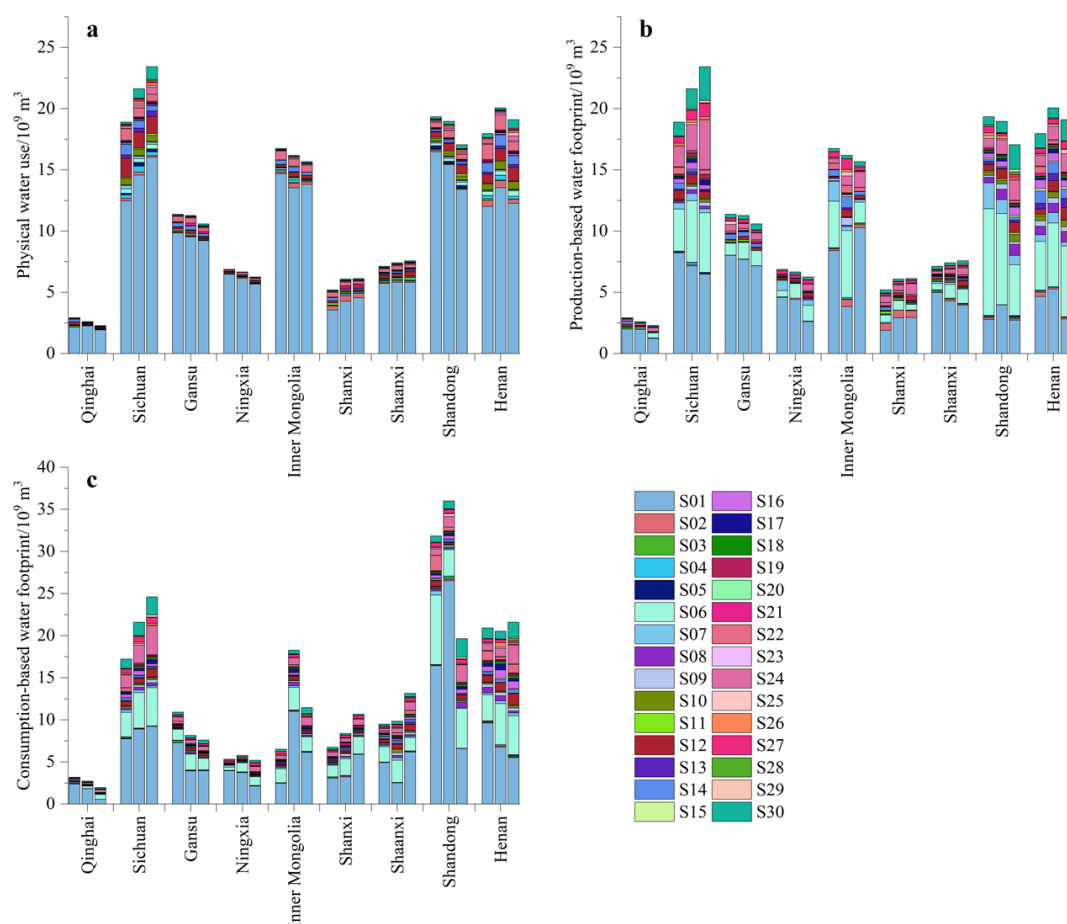 a
Physical water use/10⁹ m³
25
20
15
10
5
0
Qinghai
Sichuan
Gansu
Ningxia
Inner Mongolia
Shanxi
Shaanxi
Shandong
Henan
b
Production-based water footprint/10⁹ m³
25
20
15
10
5
0
Qinghai
Sichuan
Gansu
Ningxia
Inner Mongolia
Shanxi
Shaanxi
Shandong
Henan
c
Consumption-based water footprint/10⁹ m³
40
35
30
25
20
15
10
5
0
Qinghai
Sichuan
Gansu
Ningxia
Inner Mongolia
Shanxi
Shaanxi
Shandong
Henan
S01 S16
S02 S17
S03 S18
S04 S19
S05 S20
S06 S21
S07 S22
S08 S23
S09 S24
S10 S25
S11 S26
S12 S27
S13 S28
S14 S29
S15 S30